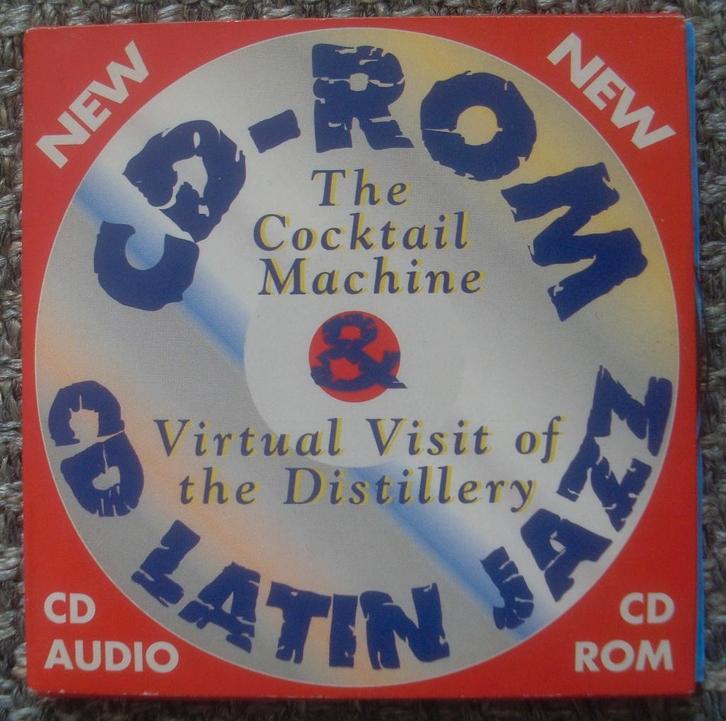 NEW
NEW
CD-ROM
The
Cocktail
Machine
&
Virtual Visit of
the Distillery
CD LATIN JAZZ
CD
AUDIO
CD
ROM